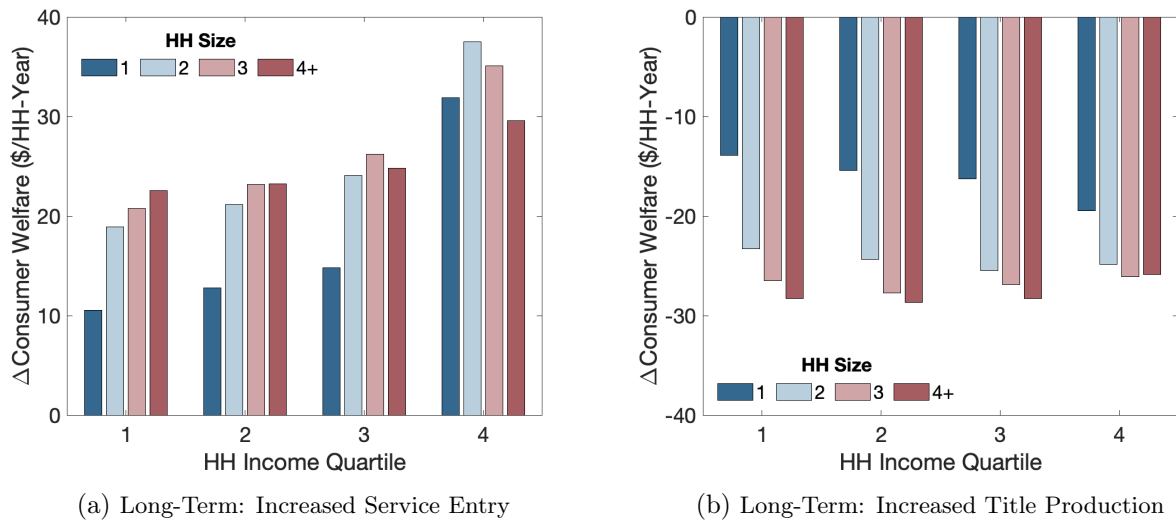 HH Size
1 2 3 4+
ΔConsumer Welfare ($/HH-Year)
40
30
20
10
0
1 2 3 4
HH Income Quartile
(a) Long-Term: Increased Service Entry
ΔConsumer Welfare ($/HH-Year)
0
-10
-20
-30
-40
HH Size
1 2 3 4+
1 2 3 4
HH Income Quartile
(b) Long-Term: Increased Title Production